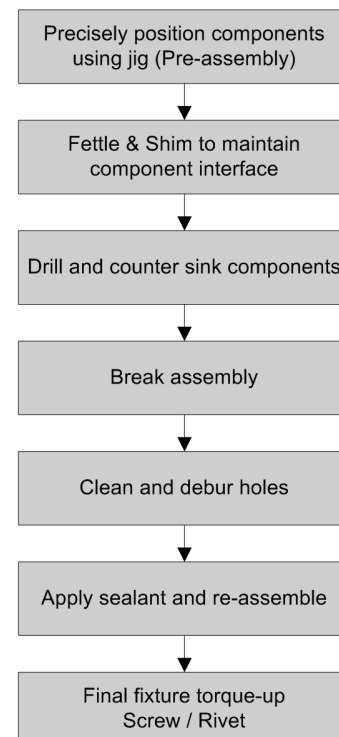 Precisely position components
using jig (Pre-assembly)
Fettle & Shim to maintain
component interface
Drill and counter sink components
Break assembly
Clean and debur holes
Apply sealant and re-assemble
Final fixture torque-up
Screw / Rivet